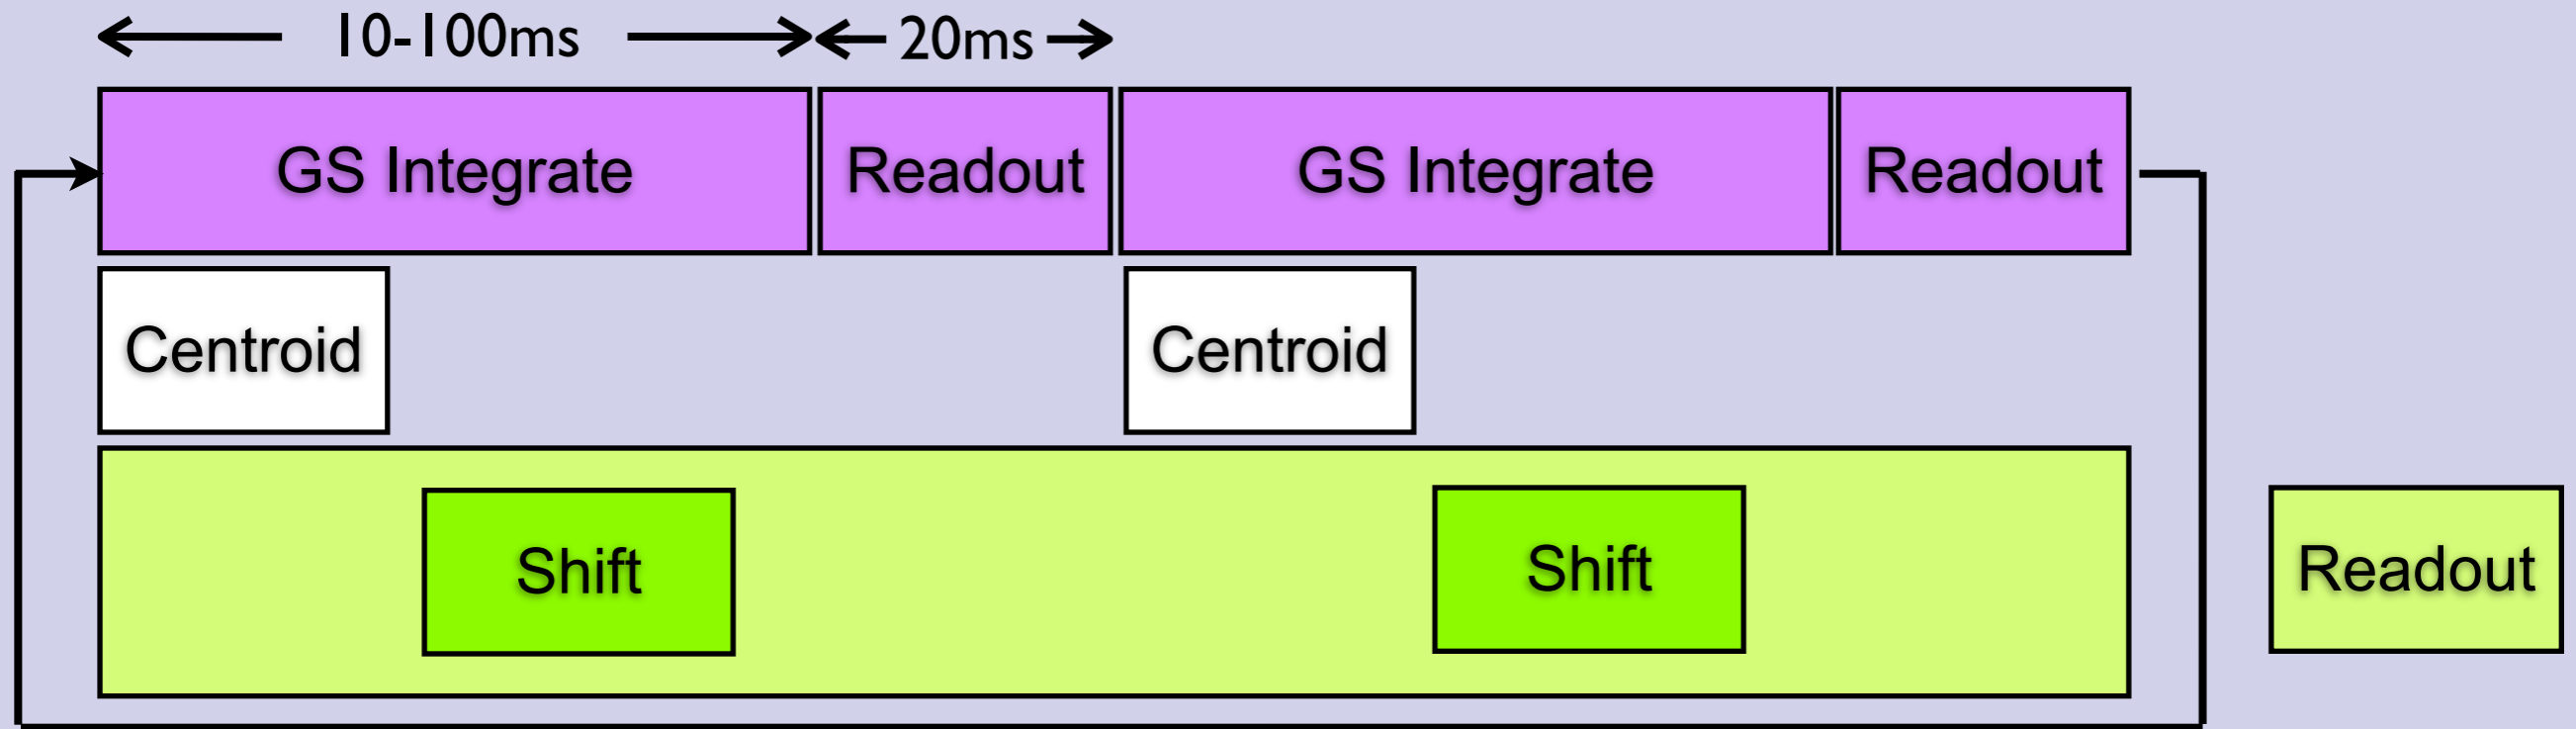 10-100ms 20ms
GS Integrate Readout GS Integrate Readout
Centroid Centroid
Shift Shift Readout